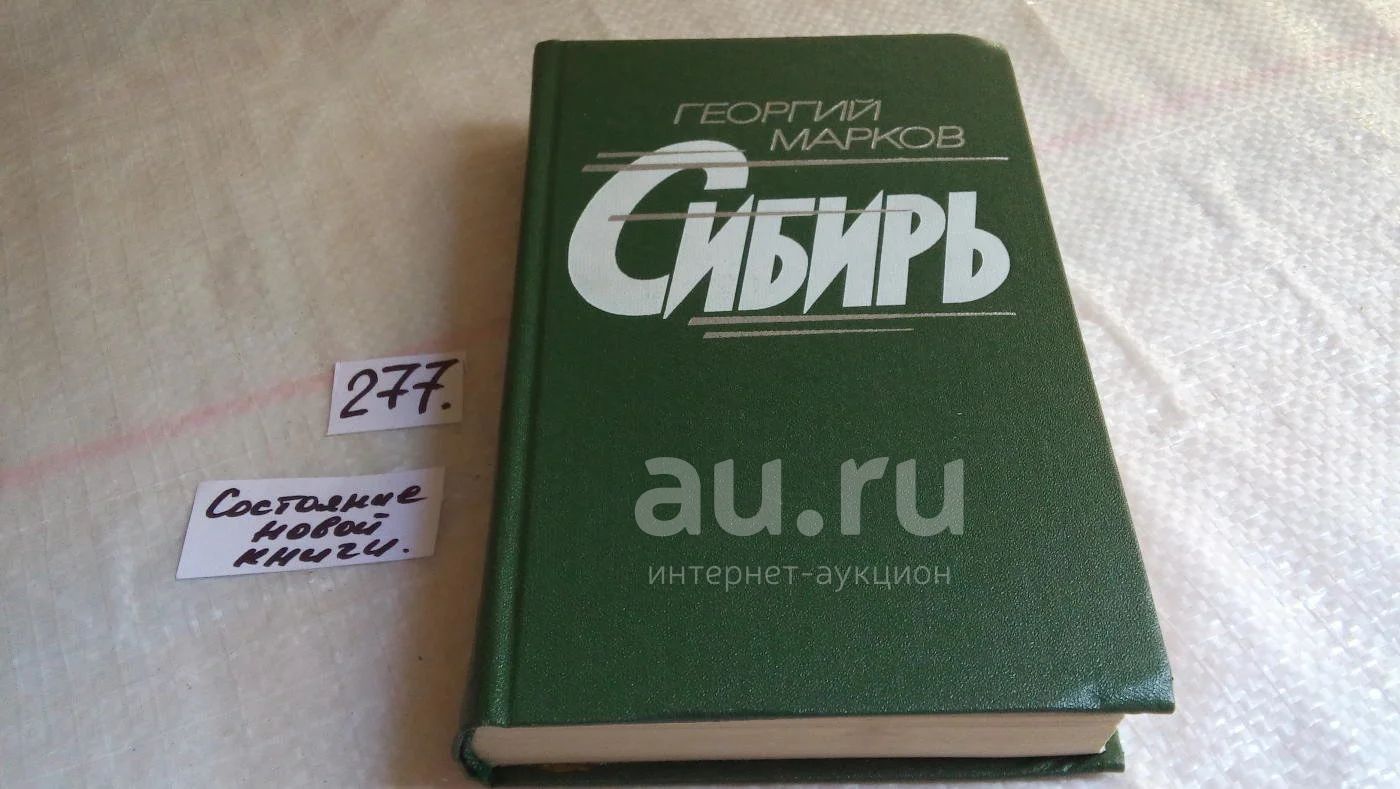 ГЕОРГИЙ
МАРКОВ
СИБИРЬ
277.
Состояние
новой
книги.
au.ru
интернет-аукцион